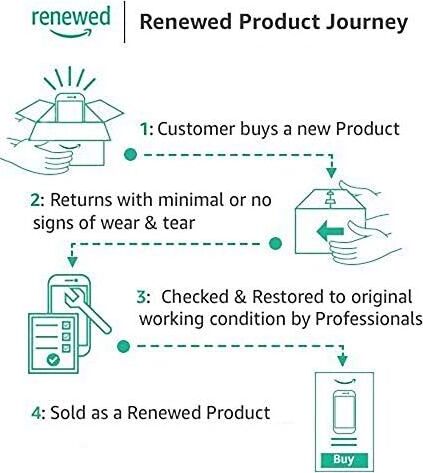 renewed
Renewed Product Journey
1: Customer buys a new Product
2: Returns with minimal or no
signs of wear & tear
3: Checked & Restored to original
working condition by Professionals
4: Sold as a Renewed Product
Buy